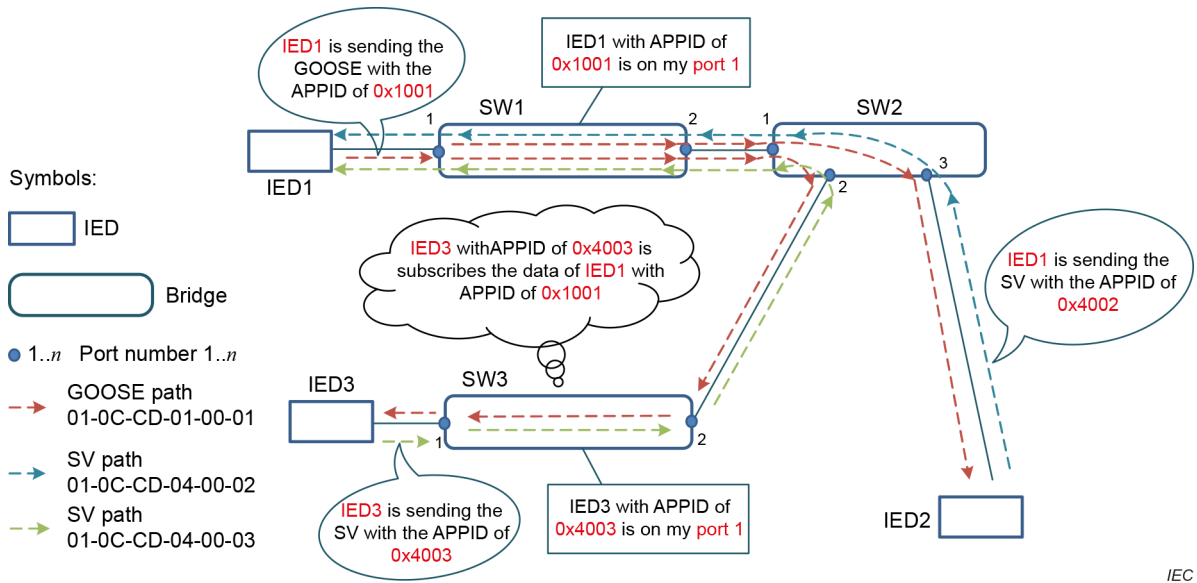 IED1 is sending the
GOOSE with the
APPID of 0x1001
IED1 with APPID of
0x1001 is on my port 1
SW1
SW2
1
2
1
IED1
3
2
Symbols:
IED
Bridge
1..n Port number 1..n
GOOSE path
01-0C-CD-01-00-01
SV path
01-0C-CD-04-00-02
SV path
01-0C-CD-04-00-03
IED3 withAPPID of 0x4003 is
subscribes the data of IED1 with
APPID of 0x1001
IED1 is sending the
SV with the APPID of
0x4002
IED3
SW3
1
2
IED3 is sending the
SV with the APPID of
0x4003
IED3 with APPID of
0x4003 is on my port 1
IED2
IEC